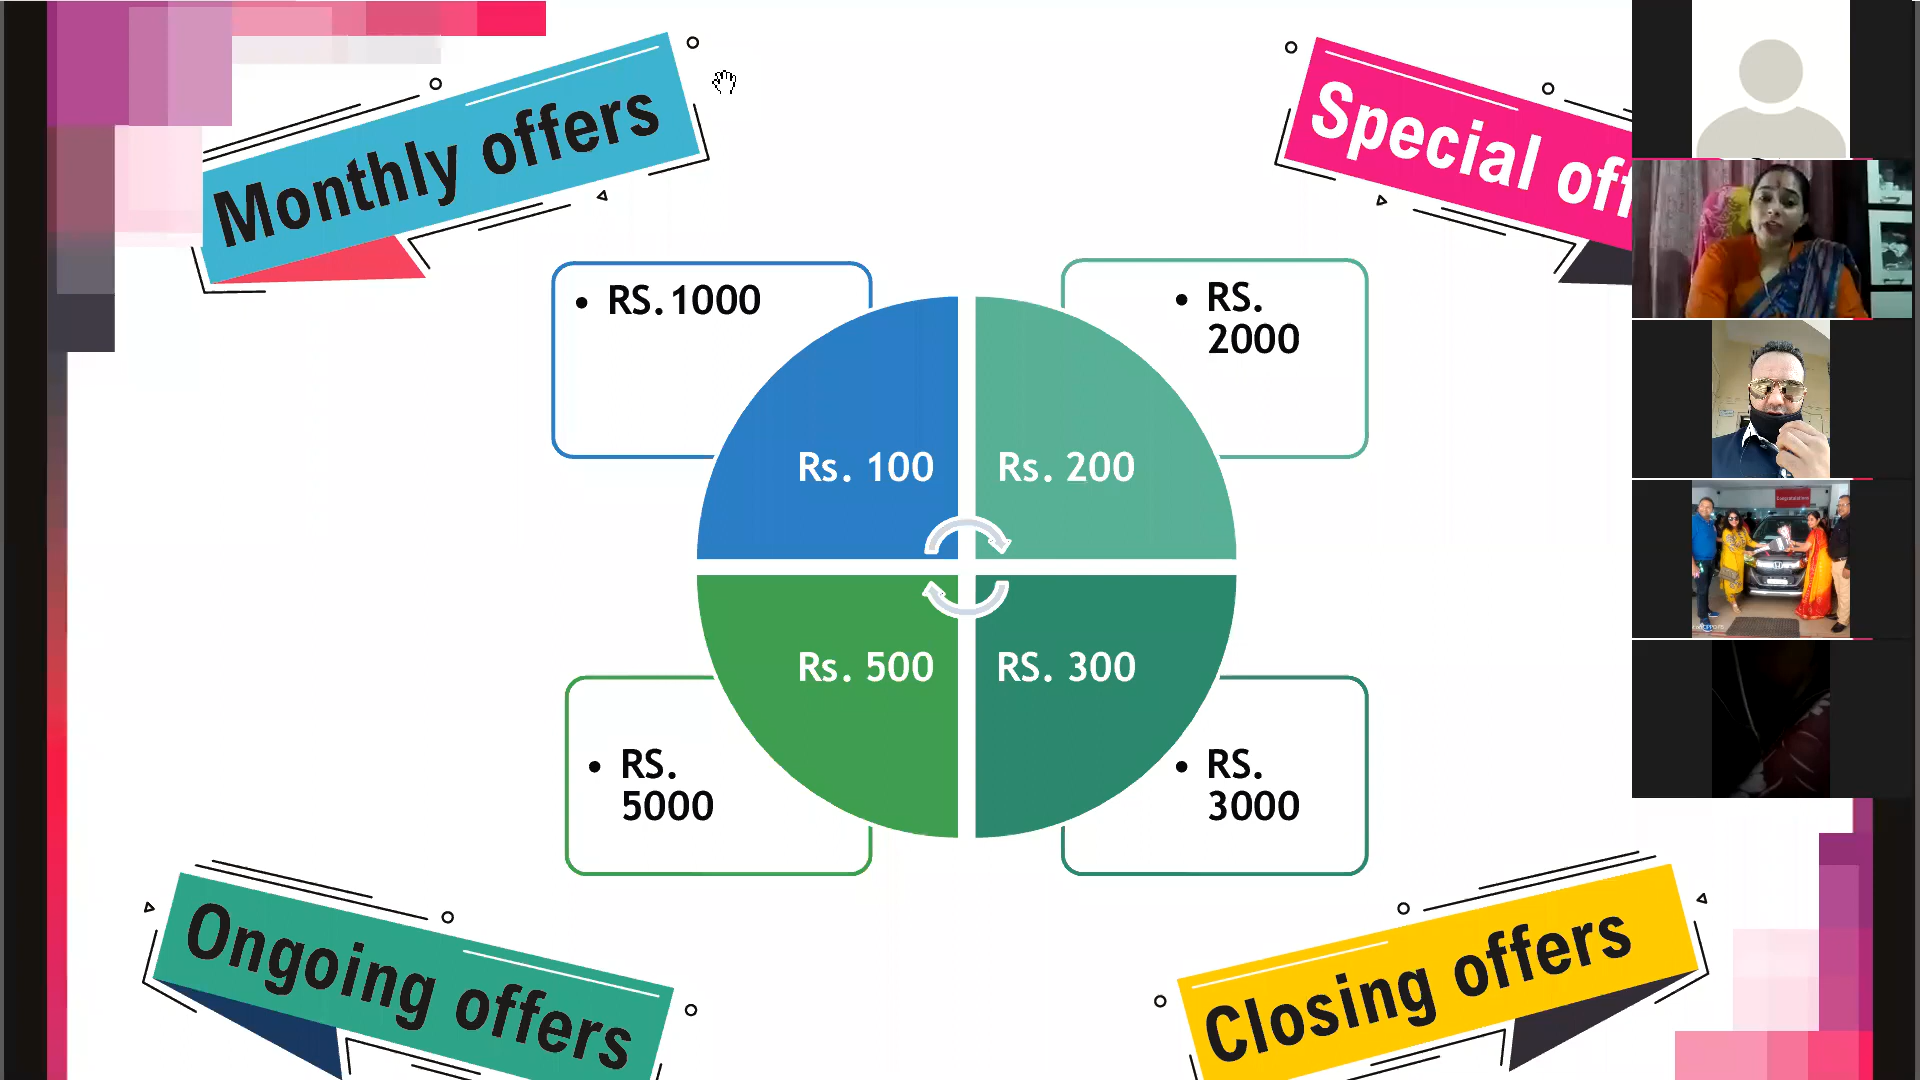 Monthly offers
Special off
RS. 1000
RS.
2000
Rs. 100
Rs. 200
Rs. 500
RS. 300
RS.
5000
RS.
3000
Ongoing offers
Closing offers
Congratulations